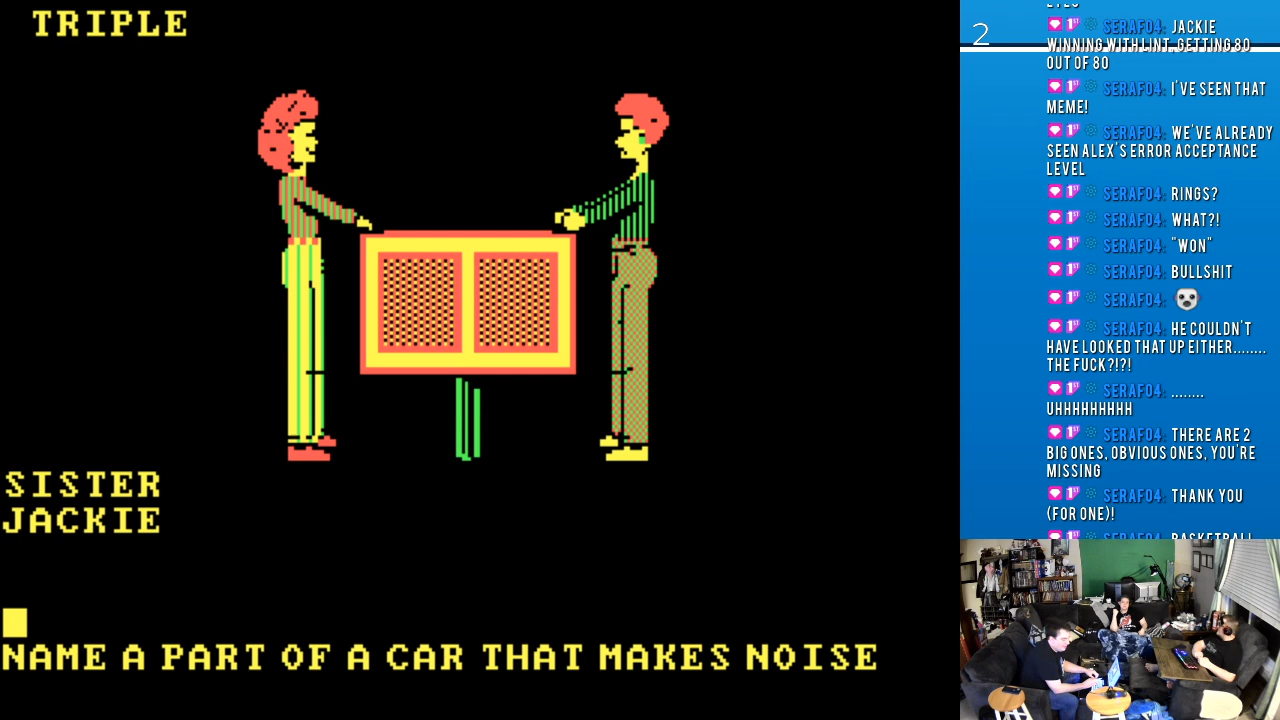 TRIPLE
SISTER
JACKIE
NAME A PART OF A CAR THAT MAKES NOISE
2
SERAF04: JACKIE
WINNING WITH LINT, GETTING 80
OUT OF 80
SERAF04: I'VE SEEN THAT
MEME!
SERAF04: WE'VE ALREADY
SEEN ALEX'S ERROR ACCEPTANCE
LEVEL
SERAF04: RINGS?
SERAF04: WHAT?!
SERAF04: "WON"
SERAF04: BULLSHIT
SERAF04:
SERAF04: HE COULDN'T
HAVE LOOKED THAT UP EITHER........
THE FUCK?!?!
SERAF04: ........
UHHHHHHHHH
SERAF04: THERE ARE 2
BIG ONES, OBVIOUS ONES, YOU'RE
MISSING
SERAF04: THANK YOU
(FOR ONE)!
SERAF04: BASKETBALL